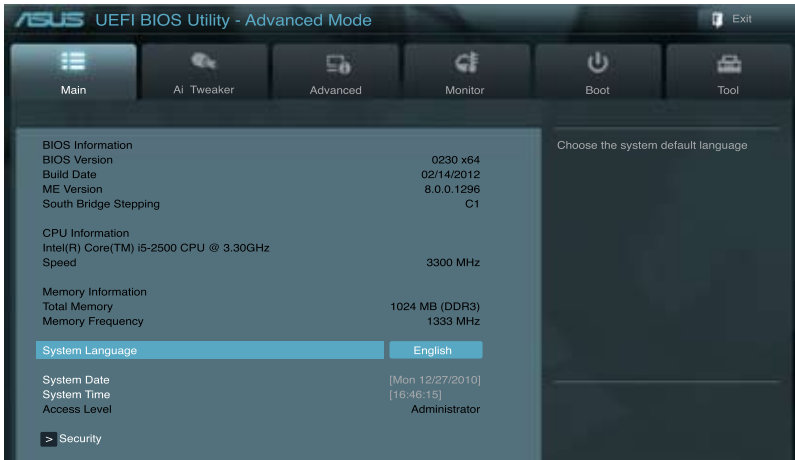 ASUS UEFI BIOS Utility - Advanced Mode
Exit
Main
Ai Tweaker
Advanced
Monitor
Boot
Tool
BIOS Information
BIOS Version 0230 x64
Build Date 02/14/2012
ME Version 8.0.0.1296
South Bridge Stepping C1
CPU Information
Intel(R) Core(TM) i5-2500 CPU @ 3.30GHz
Speed 3300 MHz
Memory Information
Total Memory 1024 MB (DDR3)
Memory Frequency 1333 MHz
System Language English
System Date [Mon 12/27/2010]
System Time [16:46:15]
Access Level Administrator
> Security
Choose the system default language